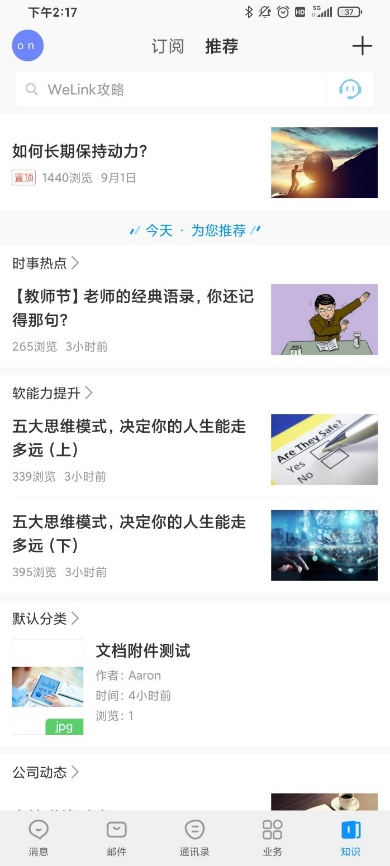 下午2:17
HD
5G
37
on
订阅 推荐
WeLink攻略
如何长期保持动力?
置顶 1440浏览 9月1日
今天 · 为您推荐
时事热点
【教师节】老师的经典语录，你还记
得那句?
265浏览 3小时前
软能力提升
五大思维模式，决定你的人生能走
多远（上）
339浏览 3小时前
Are They Safe?
Yes
No
五大思维模式，决定你的人生能走
多远（下）
395浏览 3小时前
默认分类
文档附件测试
作者: Aaron
时间: 4小时前
浏览: 1
jpg
公司动态
消息 邮件 通讯录 业务 知识